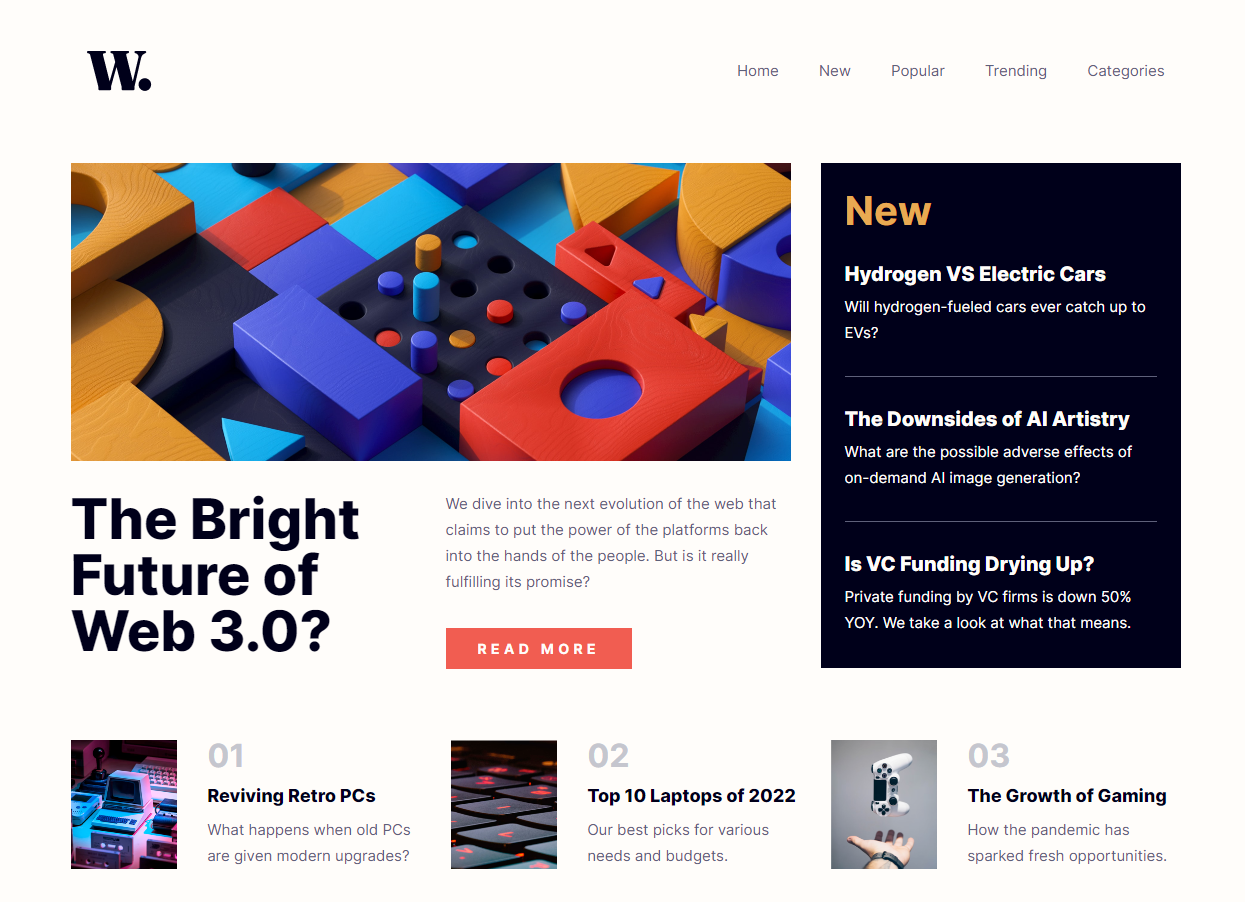 W.
Home
New
Popular
Trending
Categories
The Bright
Future of
Web 3.0?
We dive into the next evolution of the web that
claims to put the power of the platforms back
into the hands of the people. But is it really
fulfilling its promise?
READ MORE
New
Hydrogen VS Electric Cars
Will hydrogen-fueled cars ever catch up to
EVs?
The Downsides of AI Artistry
What are the possible adverse effects of
on-demand AI image generation?
Is VC Funding Drying Up?
Private funding by VC firms is down 50%
YOY. We take a look at what that means.
01
Reviving Retro PCs
What happens when old PCs
are given modern upgrades?
02
Top 10 Laptops of 2022
Our best picks for various
needs and budgets.
03
The Growth of Gaming
How the pandemic has
sparked fresh opportunities.